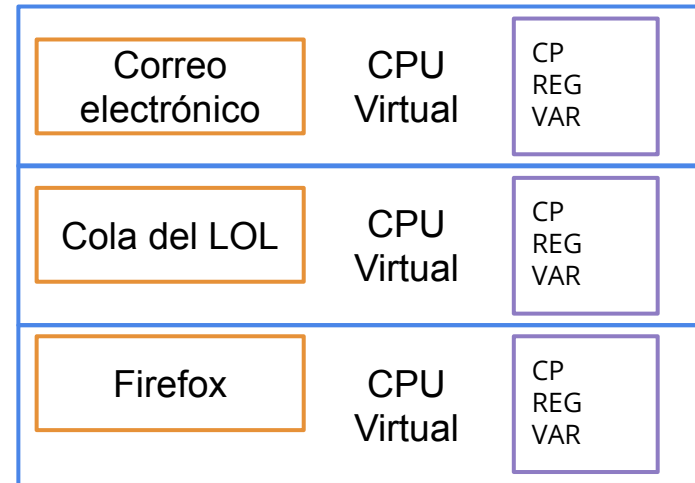 Correo
electrónico
CPU
Virtual
CP
REG
VAR
Cola del LOL
CPU
Virtual
CP
REG
VAR
Firefox
CPU
Virtual
CP
REG
VAR